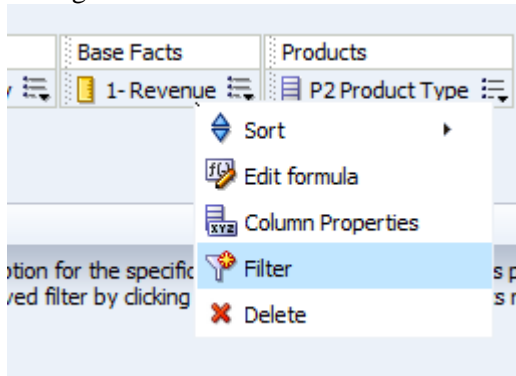 Base Facts Products
1- Revenue P2 Product Type
Sort
Edit formula
Column Properties
Filter
Delete
ption for the specific s p
ved filter by clicking s r